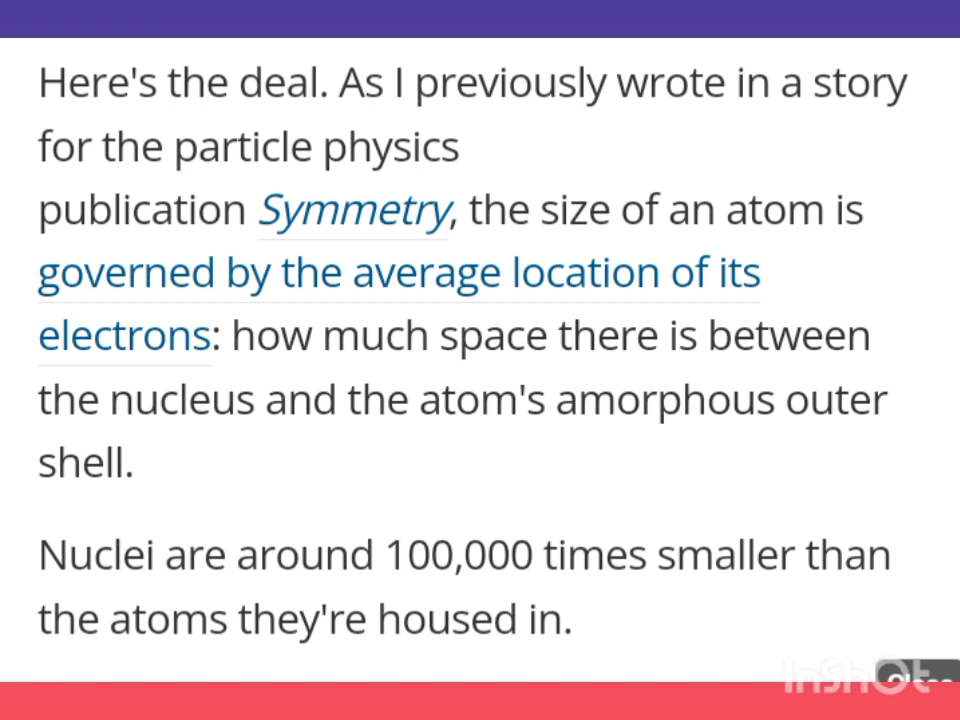 Here's the deal. As I previously wrote in a story
for the particle physics
publication Symmetry, the size of an atom is
governed by the average location of its
electrons: how much space there is between
the nucleus and the atom's amorphous outer
shell.
Nuclei are around 100,000 times smaller than
the atoms they're housed in.
InShOt